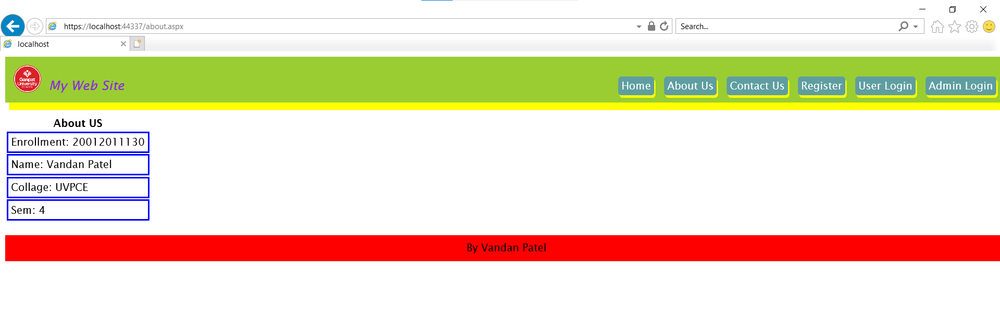 https://localhost:44337/about.aspx
Search...
localhost
Ganpat
University
My Web Site
Home
About Us
Contact Us
Register
User Login
Admin Login
About US
Enrollment: 20012011130
Name: Vandan Patel
Collage: UVPCE
Sem: 4
By Vandan Patel